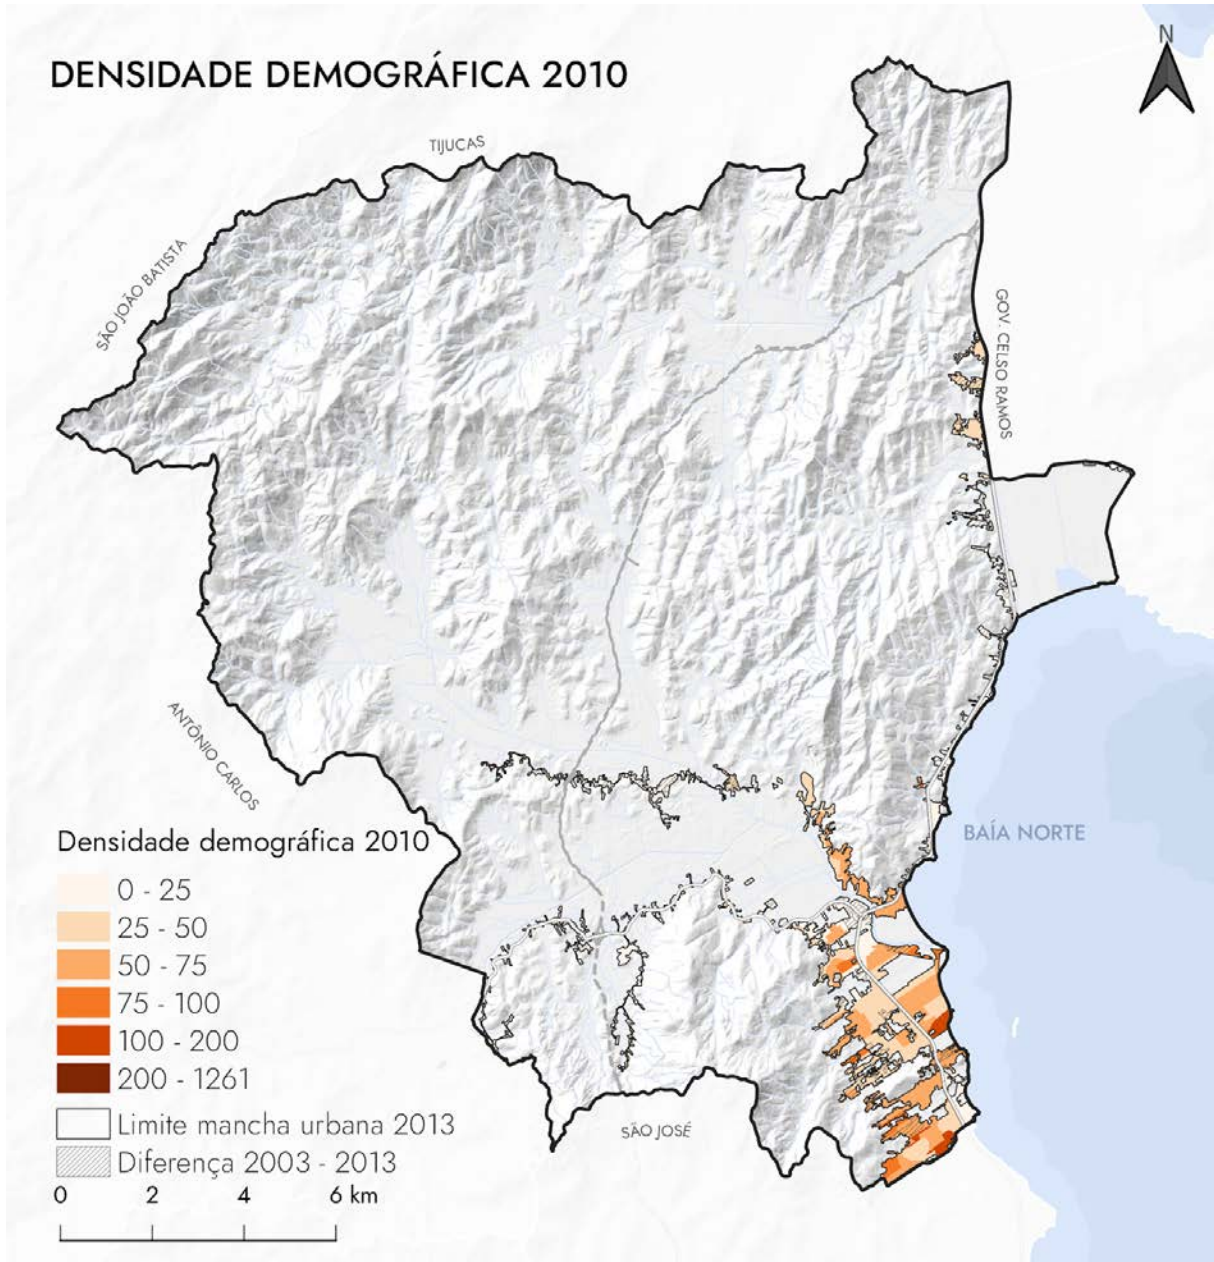 N
DENSIDADE DEMOGRÁFICA 2010
TIJUCAS
SÃO JOÃO BATISTA
GOV. CELSO RAMOS
ANTÔNIO CARLOS
BAÍA NORTE
SÃO JOSÉ
Densidade demográfica 2010
0 - 25
25 - 50
50 - 75
75 - 100
100 - 200
200 - 1261
Limite mancha urbana 2013
Diferença 2003 - 2013
0 2 4 6 km